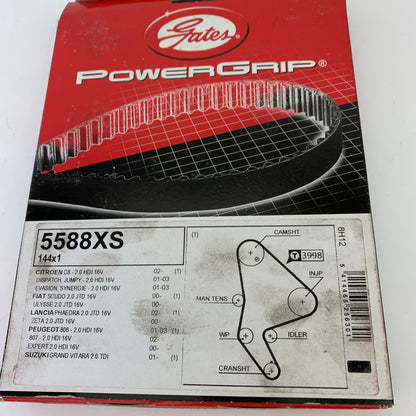 Gates
POWERGRIP®
5588XS
144x1
CITROEN C8 - 2.0 HDI 16V 02- (1)
DISPATCH, JUMPY - 2.0 HDI 16V 01-03
EVASION, SYNERGIE - 2.0 HDI 16V 01-03
FIAT SCUDO 2.0 JTD 16V 00- (1)
ULYSSE 2.0 JTD 16V 00-
LANCIA PHAEDRA 2.0 JTD 16V 02- (1)
ZETA 2.0 JTD 16V 00-
PEUGEOT 806 - 2.0 HDI 16V 01-03 (1)
807 - 2.0 HDI 16V 02-
EXPERT 2.0 HDI 16V 01-
SUZUKI GRAND VITARA 2.0 TDI 01- (1)
CAMSHT
T 3998
INJP
MAN TENS
WP
IDLER
CRANSHT
BH12